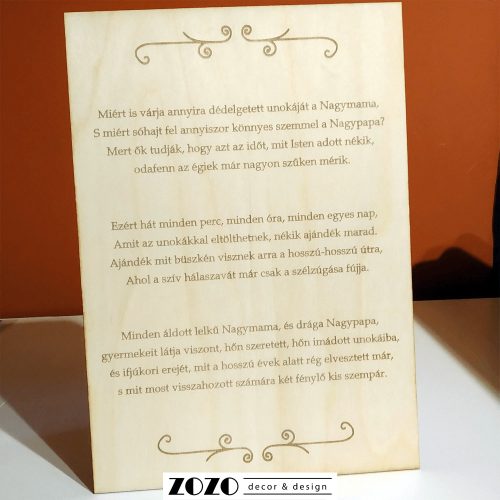 Miért is várja annyira dédelgetett unokáját a Nagymama,
S miért sóhajt fel annyiszor könnyes szemmel a Nagypapa?
Mert ők tudják, hogy azt az időt, mit Isten adott nékik,
odafenn az égiek már nagyon szűken mérik.
Ezért hát minden perc, minden óra, minden egyes nap,
Amit az unokákkal eltölthetnek, nékik ajándék marad.
Ajándék mit büszkén visznek arra a hosszú-hosszú útra,
Ahol a szív hálaszavát már csak a szélzúgása fújja.
Minden áldott lelkű Nagymama, és drága Nagypapa,
gyermekeit látja viszont, hőn szeretett, hőn imádott unokáiba,
és ifjúkori erejét, mit a hosszú évek alatt rég elvesztett már,
s mit most visszahozott számára két fénylő kis szempár.
ZOZO
decor & design